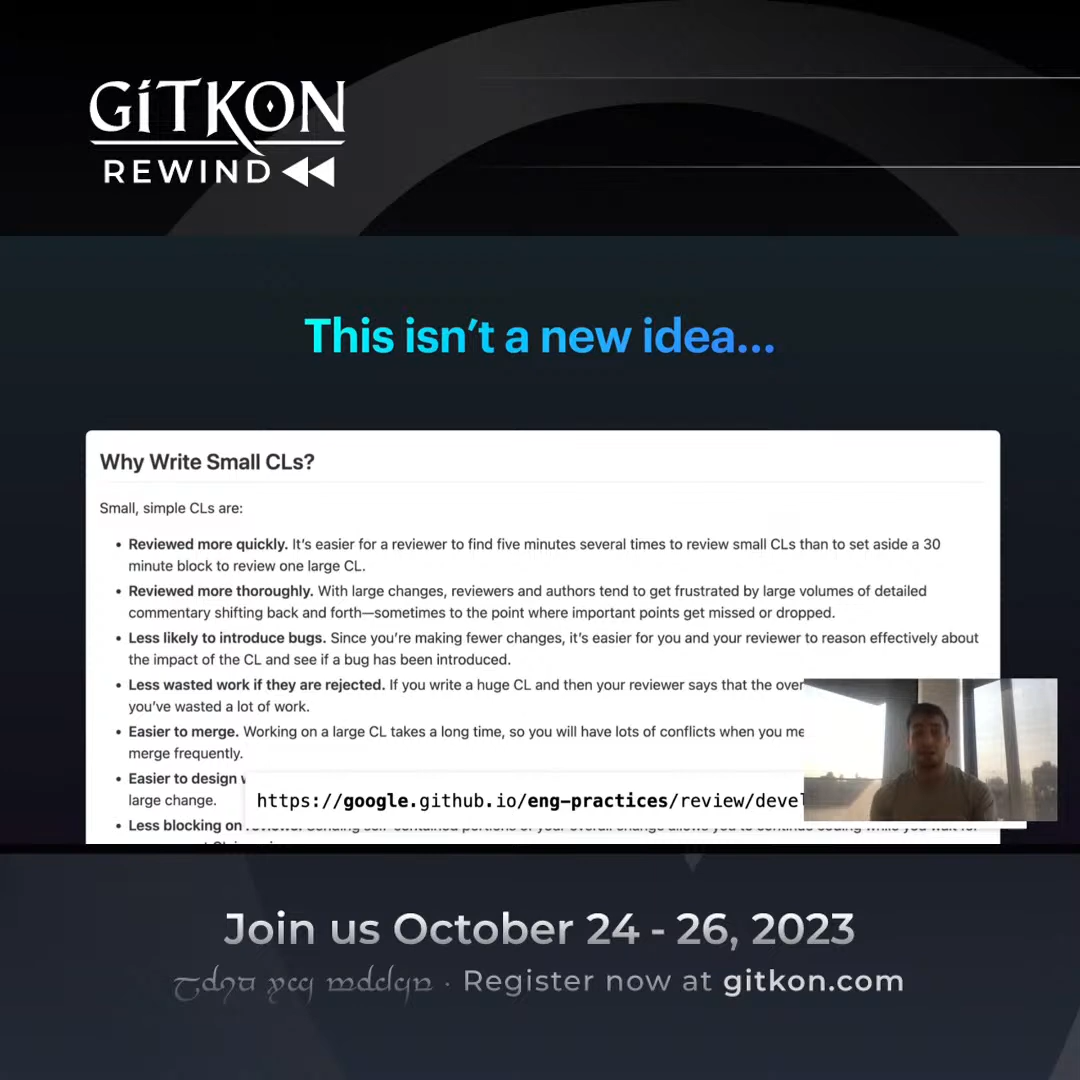 GiTKON
REWIND
This isn't a new idea...
Why Write Small CLs?
Small, simple CLs are:
• Reviewed more quickly. It's easier for a reviewer to find five minutes several times to review small CLs than to set aside a 30
minute block to review one large CL.
• Reviewed more thoroughly. With large changes, reviewers and authors tend to get frustrated by large volumes of detailed
commentary shifting back and forth—sometimes to the point where important points get missed or dropped.
• Less likely to introduce bugs. Since you're making fewer changes, it's easier for you and your reviewer to reason effectively about
the impact of the CL and see if a bug has been introduced.
• Less wasted work if they are rejected. If you write a huge CL and then your reviewer says that the
you've wasted a lot of work.
• Easier to merge. Working on a large CL takes a long time, so you will have lots of conflicts when you
merge frequently.
• Easier to design
large change.
https://google.github.io/eng-practices/review/
• Less blocking on
Join us October 24 - 26, 2023
· Register now at gitkon.com